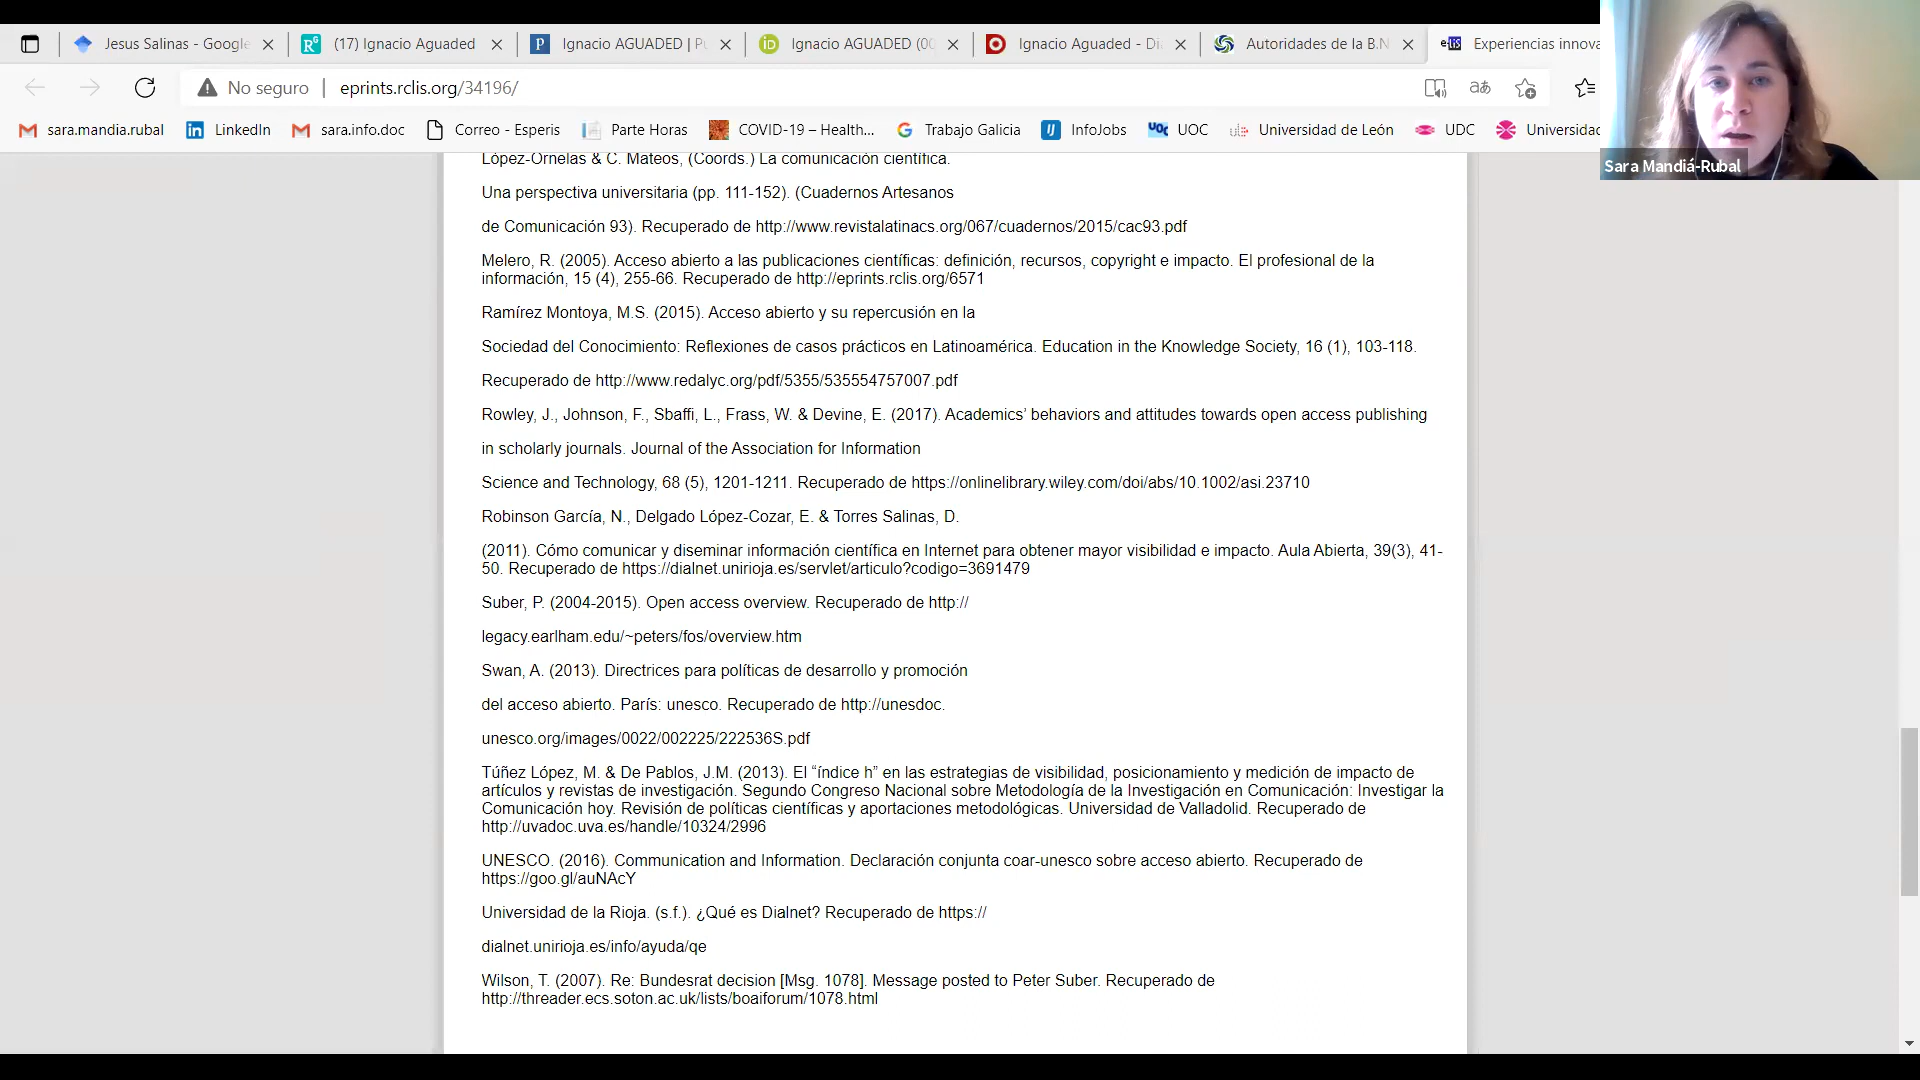 Jesus Salinas - Google
(17) Ignacio Aguaded
Ignacio AGUADED | Pu
Ignacio AGUADED (00
Ignacio Aguaded - Dia
Autoridades de la B.N
Experiencias innova
No seguro
eprints.rclis.org/34196/
sara.mandia.rubal
LinkedIn
sara.info.doc
Correo - Esperis
Parte Horas
COVID-19 – Health...
Trabajo Galicia
InfoJobs
UOC
Universidad de León
UDC
Universidad
Sara Mandiá-Rubal
López-Ornelas & C. Mateos, (Coords.) La comunicación científica.
Una perspectiva universitaria (pp. 111-152). (Cuadernos Artesanos
de Comunicación 93). Recuperado de http://www.revistalatinacs.org/067/cuadernos/2015/cac93.pdf
Melero, R. (2005). Acceso abierto a las publicaciones científicas: definición, recursos, copyright e impacto. El profesional de la
información, 15 (4), 255-66. Recuperado de http://eprints.rclis.org/6571
Ramírez Montoya, M.S. (2015). Acceso abierto y su repercusión en la
Sociedad del Conocimiento: Reflexiones de casos prácticos en Latinoamérica. Education in the Knowledge Society, 16 (1), 103-118.
Recuperado de http://www.redalyc.org/pdf/5355/535554757007.pdf
Rowley, J., Johnson, F., Sbaffi, L., Frass, W. & Devine, E. (2017). Academics’ behaviors and attitudes towards open access publishing
in scholarly journals. Journal of the Association for Information
Science and Technology, 68 (5), 1201-1211. Recuperado de https://onlinelibrary.wiley.com/doi/abs/10.1002/asi.23710
Robinson García, N., Delgado López-Cozar, E. & Torres Salinas, D.
(2011). Cómo comunicar y diseminar información científica en Internet para obtener mayor visibilidad e impacto. Aula Abierta, 39(3), 41-
50. Recuperado de https://dialnet.unirioja.es/servlet/articulo?codigo=3691479
Suber, P. (2004-2015). Open access overview. Recuperado de http://
legacy.earlham.edu/~peters/fos/overview.htm
Swan, A. (2013). Directrices para políticas de desarrollo y promoción
del acceso abierto. París: unesco. Recuperado de http://unesdoc.
unesco.org/images/0022/002225/222536S.pdf
Túñez López, M. & De Pablos, J.M. (2013). El “índice h” en las estrategias de visibilidad, posicionamiento y medición de impacto de
artículos y revistas de investigación. Segundo Congreso Nacional sobre Metodología de la Investigación en Comunicación: Investigar la
Comunicación hoy. Revisión de políticas científicas y aportaciones metodológicas. Universidad de Valladolid. Recuperado de
http://uvadoc.uva.es/handle/10324/2996
UNESCO. (2016). Communication and Information. Declaración conjunta coar-unesco sobre acceso abierto. Recuperado de
https://goo.gl/auNAcY
Universidad de la Rioja. (s.f.). ¿Qué es Dialnet? Recuperado de https://
dialnet.unirioja.es/info/ayuda/qe
Wilson, T. (2007). Re: Bundesrat decision [Msg. 1078]. Message posted to Peter Suber. Recuperado de
http://threader.ecs.soton.ac.uk/lists/boaiforum/1078.html